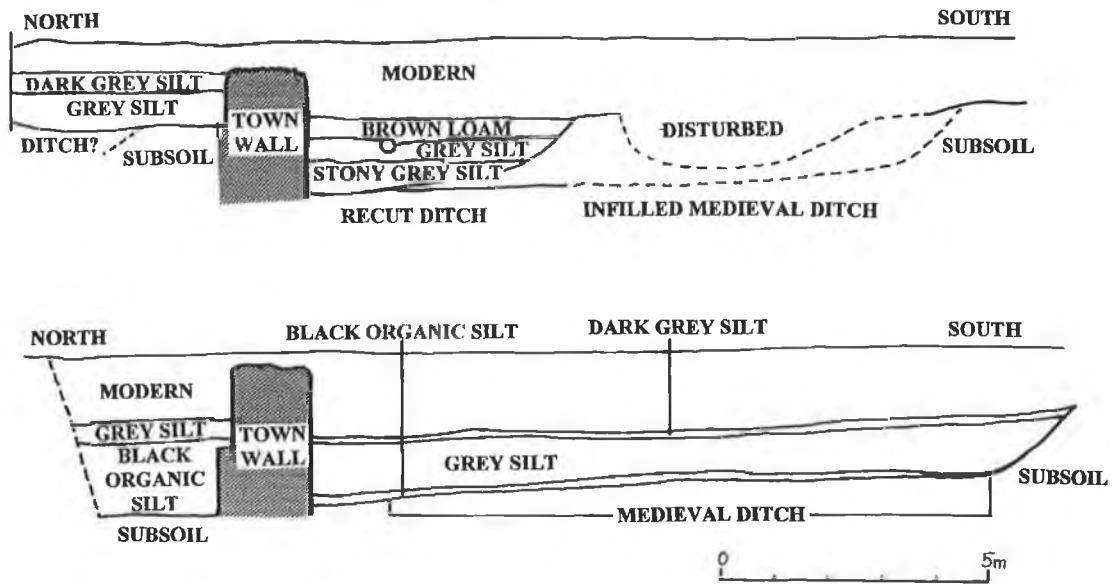 NORTH
SOUTH
MODERN
DARK GREY SILT
GREY SILT
TOWN
WALL
BROWN LOAM
GREY SILT
STONY GREY SILT
DISTURBED
DITCH?
SUBSOIL
SUBSOIL
RECUT DITCH
INFILLED MEDIEVAL DITCH
NORTH
BLACK ORGANIC SILT
DARK GREY SILT
SOUTH
MODERN
GREY SILT
TOWN
WALL
BLACK
ORGANIC
SILT
GREY SILT
SUBSOIL
MEDIEVAL DITCH
SUBSOIL
0
5m